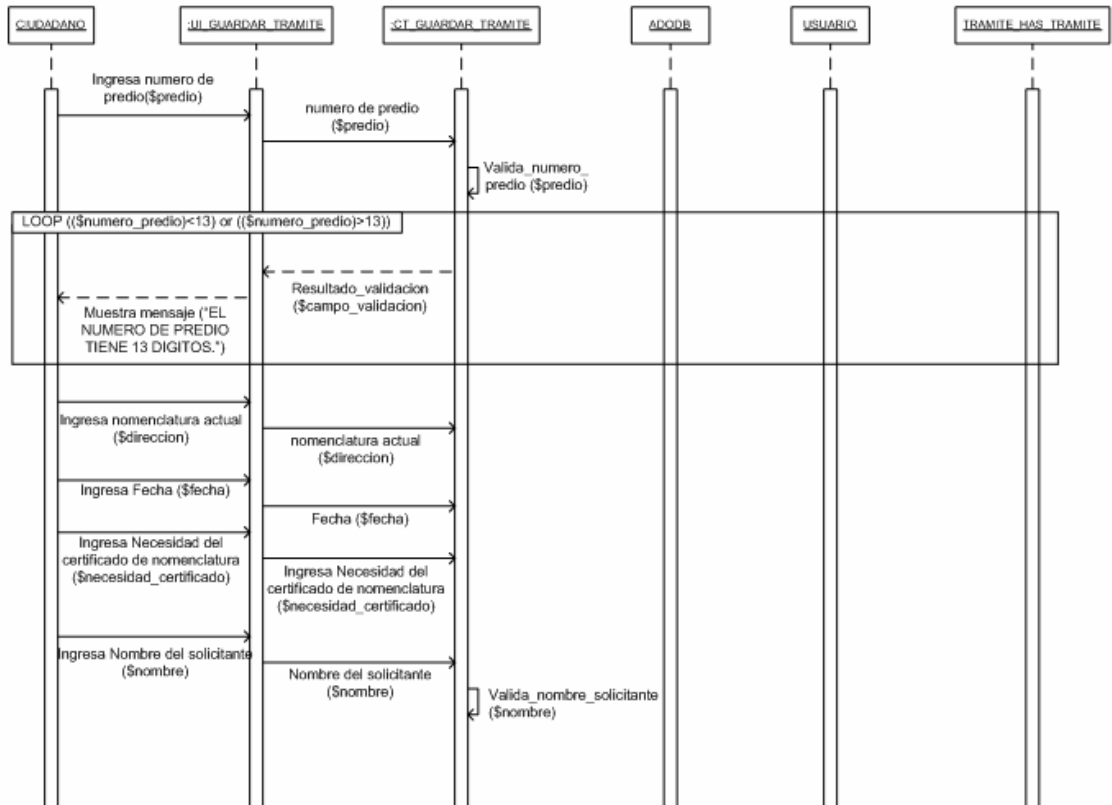 CIUDADANO
:UI_GUARDAR_TRAMITE
:CT_GUARDAR_TRAMITE
ADODB
USUARIO
TRAMITE_HAS_TRAMITE
Ingresa numero de
predio($predio)
numero de predio
($predio)
Valida_numero_
predio ($predio)
LOOP (($numero_predio)<13) or (($numero_predio)>13))
Resultado_validacion
($campo_validacion)
Muestra mensaje ("EL
NUMERO DE PREDIO
TIENE 13 DIGITOS.")
Ingresa nomenclatura actual
($direccion)
nomenclatura actual
($direccion)
Ingresa Fecha ($fecha)
Fecha ($fecha)
Ingresa Necesidad del
certificado de nomenclatura
($necesidad_certificado)
Ingresa Necesidad del
certificado de nomenclatura
($necesidad_certificado)
Ingresa Nombre del solicitante
($nombre)
Nombre del solicitante
($nombre)
Valida_nombre_solicitante
($nombre)